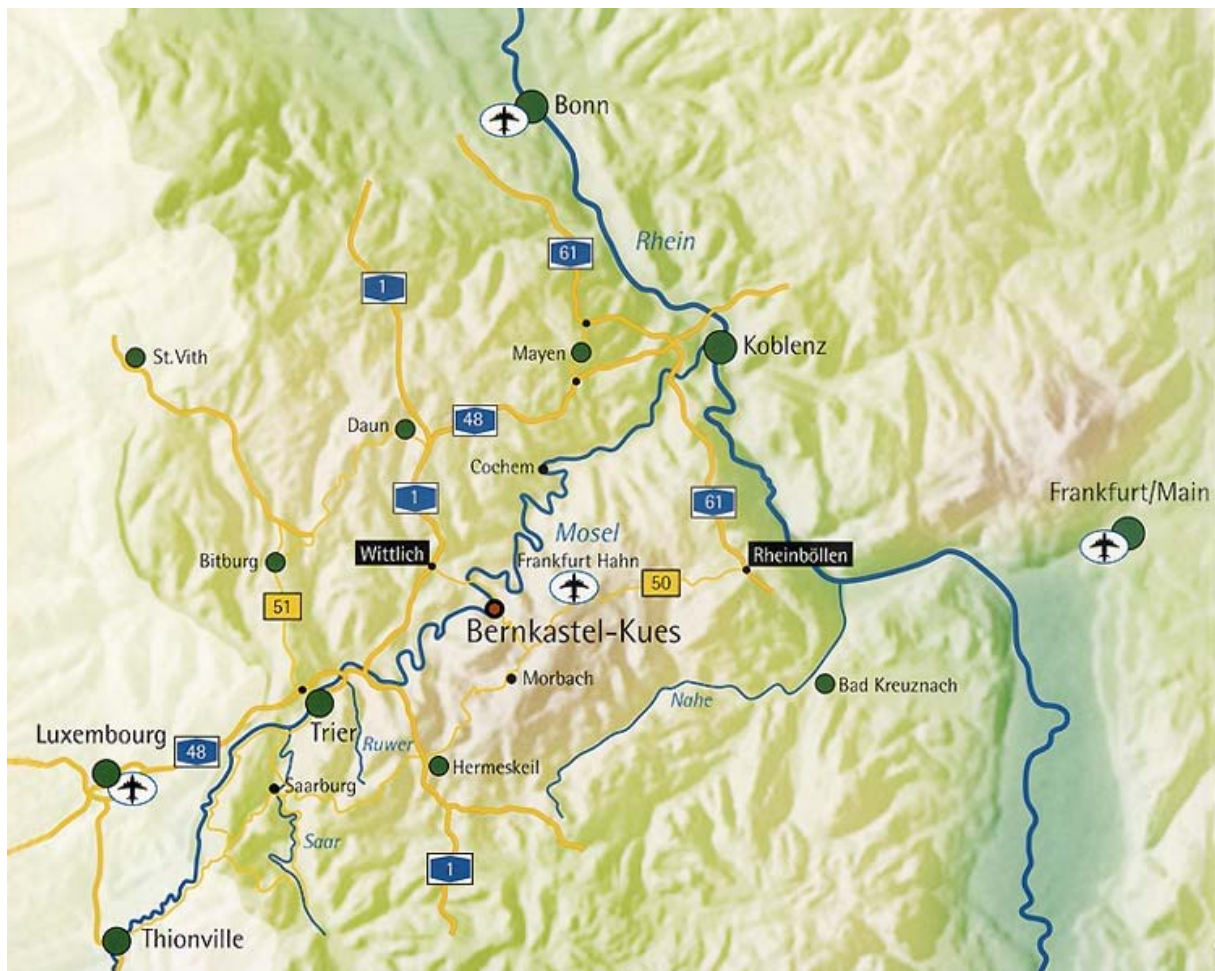 Bonn
Rhein
61
1
St.Vith
Mayen
Koblenz
Daun
48
Cochem
1
61
Frankfurt/Main
Mosel
Wittlich
Frankfurt Hahn
Rheinböllen
Bitburg
50
51
Bernkastel-Kues
Morbach
Bad Kreuznach
Nahe
Luxembourg
48
Trier
Ruwer
Hermeskeil
Saarburg
Saar
1
Thionville